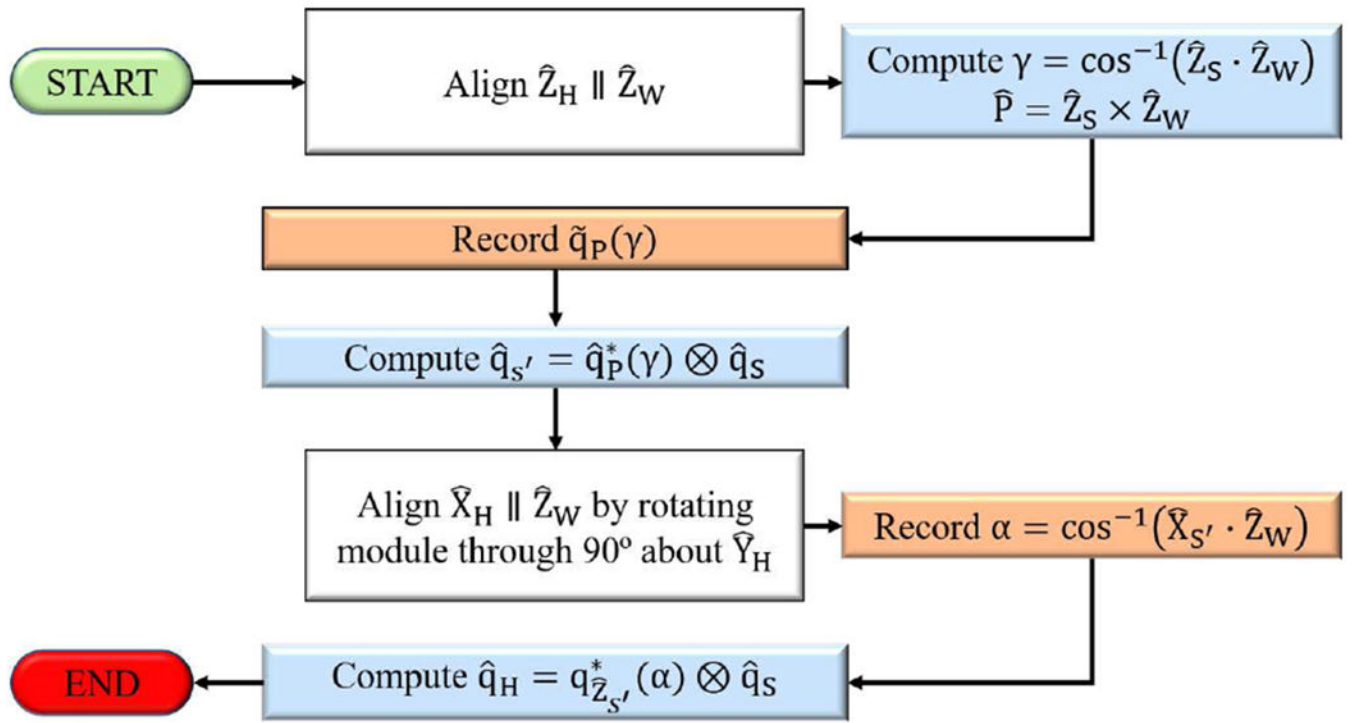 START
Align Ẑ_H ∥ Ẑ_W
Compute γ = cos⁻¹(Ẑ_S · Ẑ_W)
P̂ = Ẑ_S × Ẑ_W
Record q̃_P(γ)
Compute q̂_s′ = q̂*_P(γ) ⊗ q̂_S
Align X̂_H ∥ Ẑ_W by rotating
module through 90º about Ŷ_H
Record α = cos⁻¹(X̂_S′ · Ẑ_W)
Compute q̂_H = q*_Ẑ_s′(α) ⊗ q̂_S
END